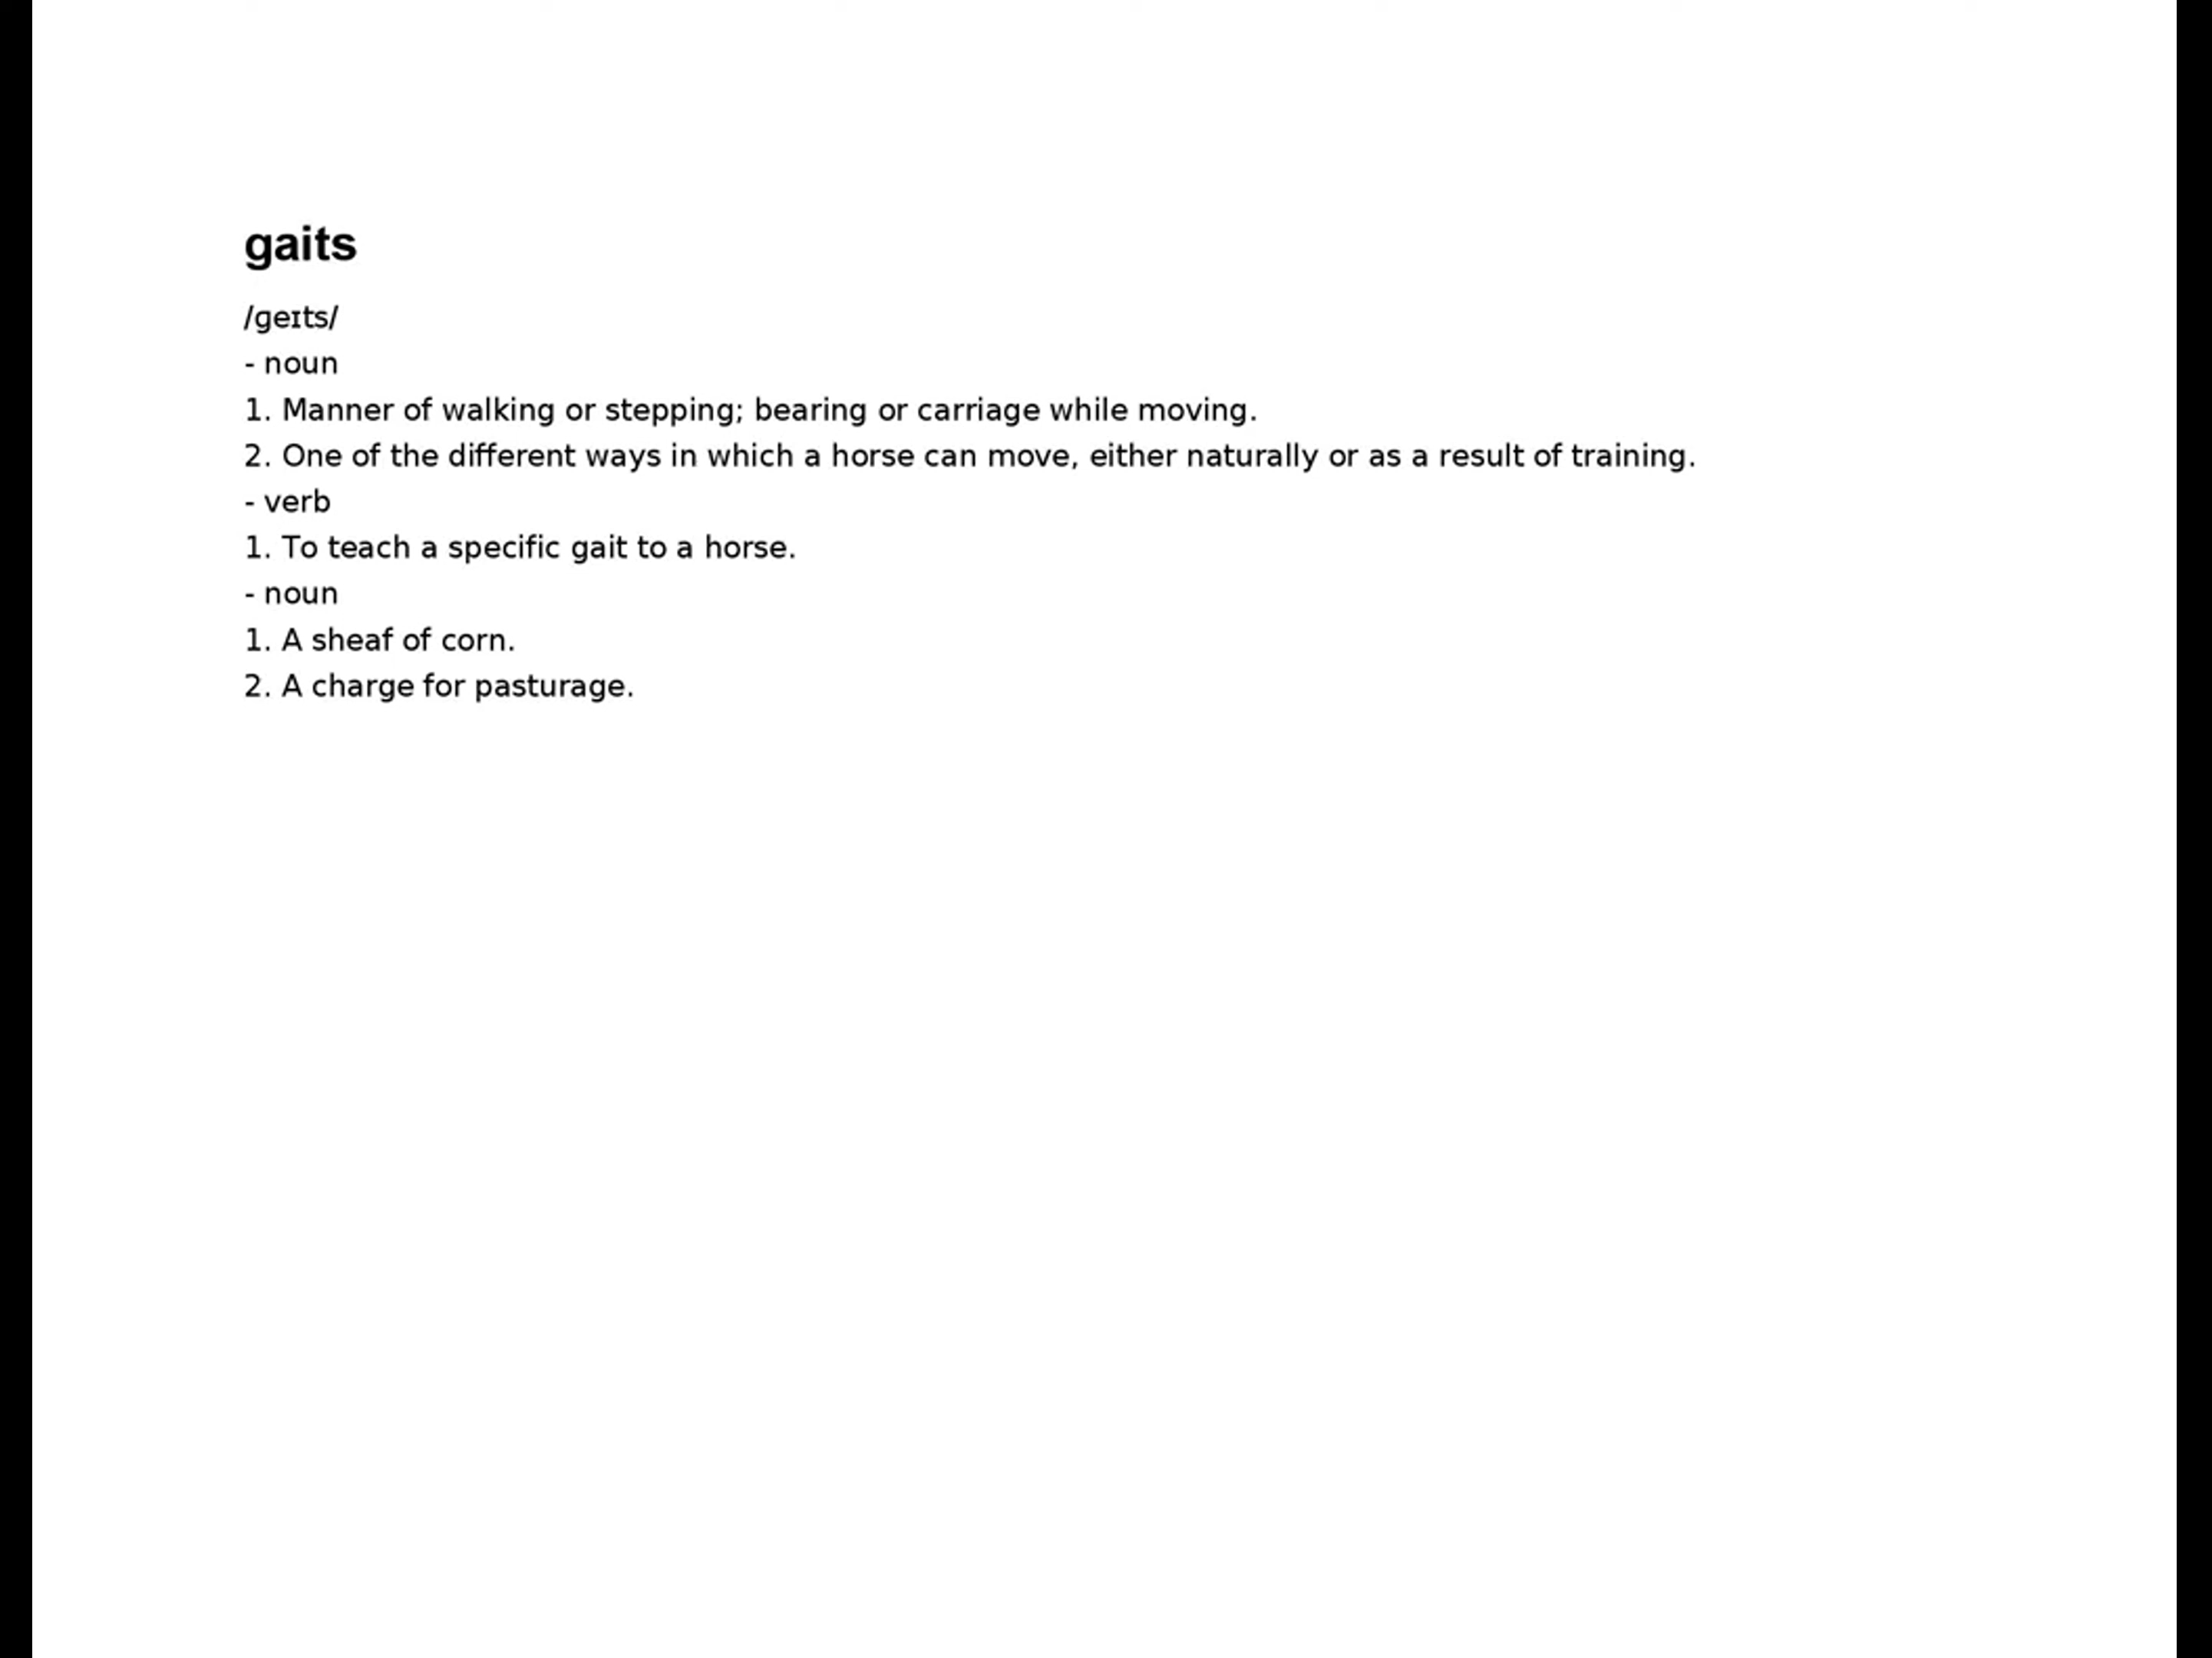 gaits
/ɡeɪts/
- noun
1. Manner of walking or stepping; bearing or carriage while moving.
2. One of the different ways in which a horse can move, either naturally or as a result of training.
- verb
1. To teach a specific gait to a horse.
- noun
1. A sheaf of corn.
2. A charge for pasturage.